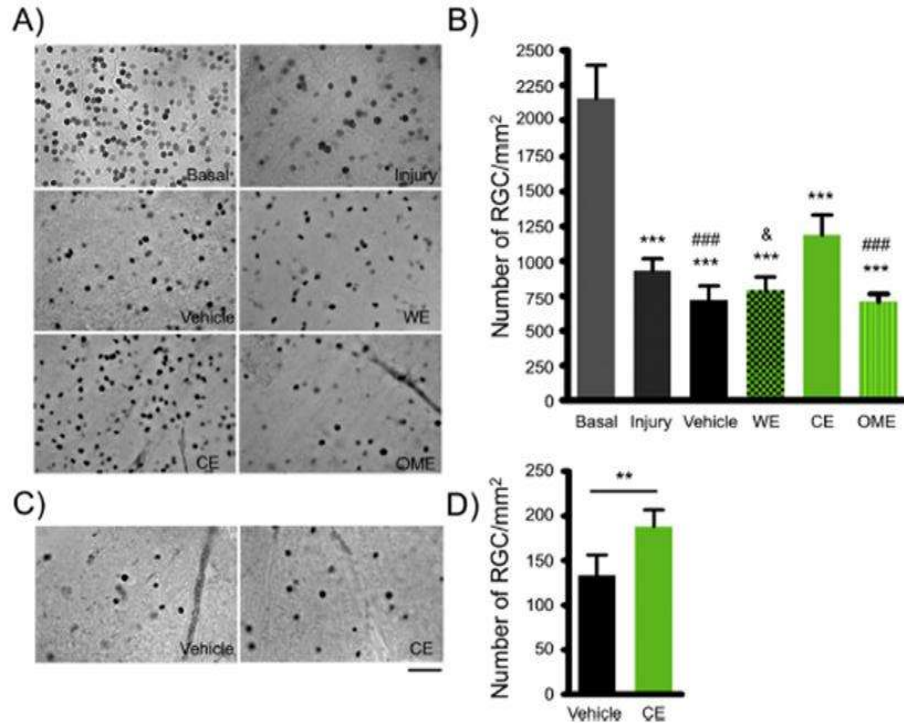 A)
Basal
Injury
Vehicle
WE
CE
OME
B)
Number of RGC/mm²
2500
2250
2000
1750
1500
1250
1000
750
500
250
0
***
###
***
&
***
***
###
***
Basal Injury Vehicle WE CE OME
C)
Vehicle
CE
D)
Number of RGC/mm²
250
200
150
100
50
0
**
Vehicle CE